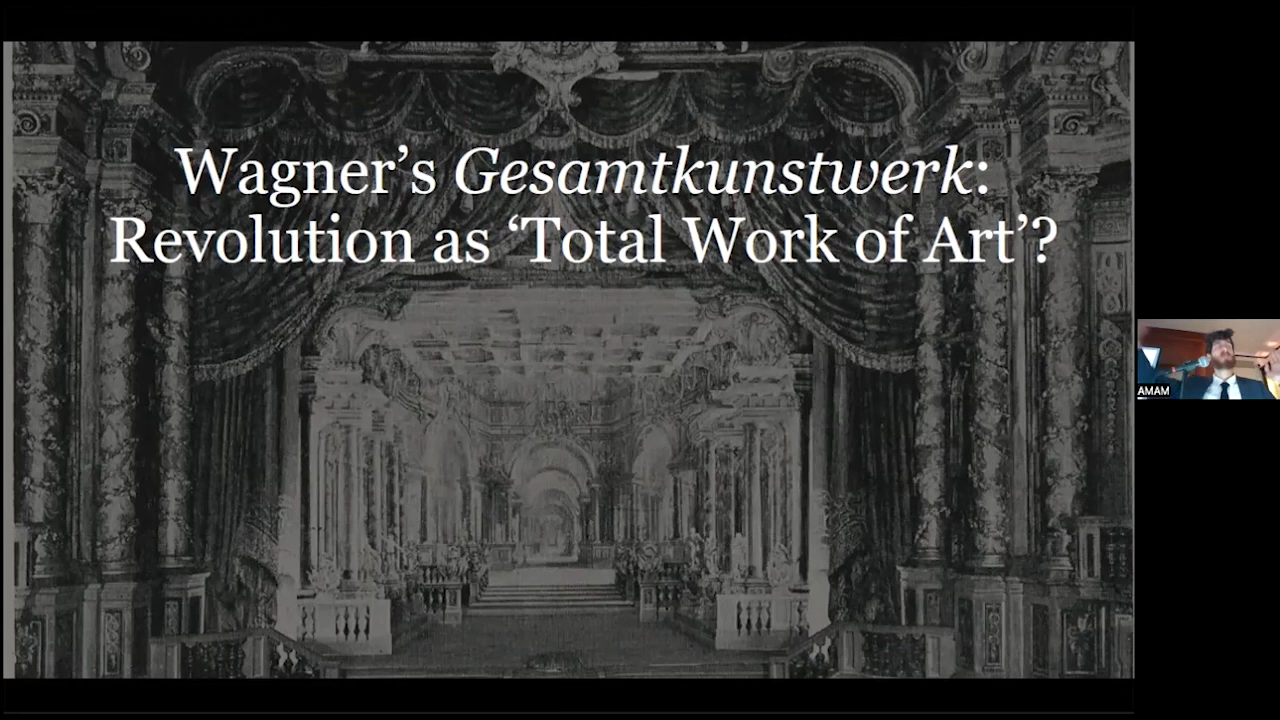 Wagner’s Gesamtkunstwerk:
Revolution as ‘Total Work of Art’?
AMAM